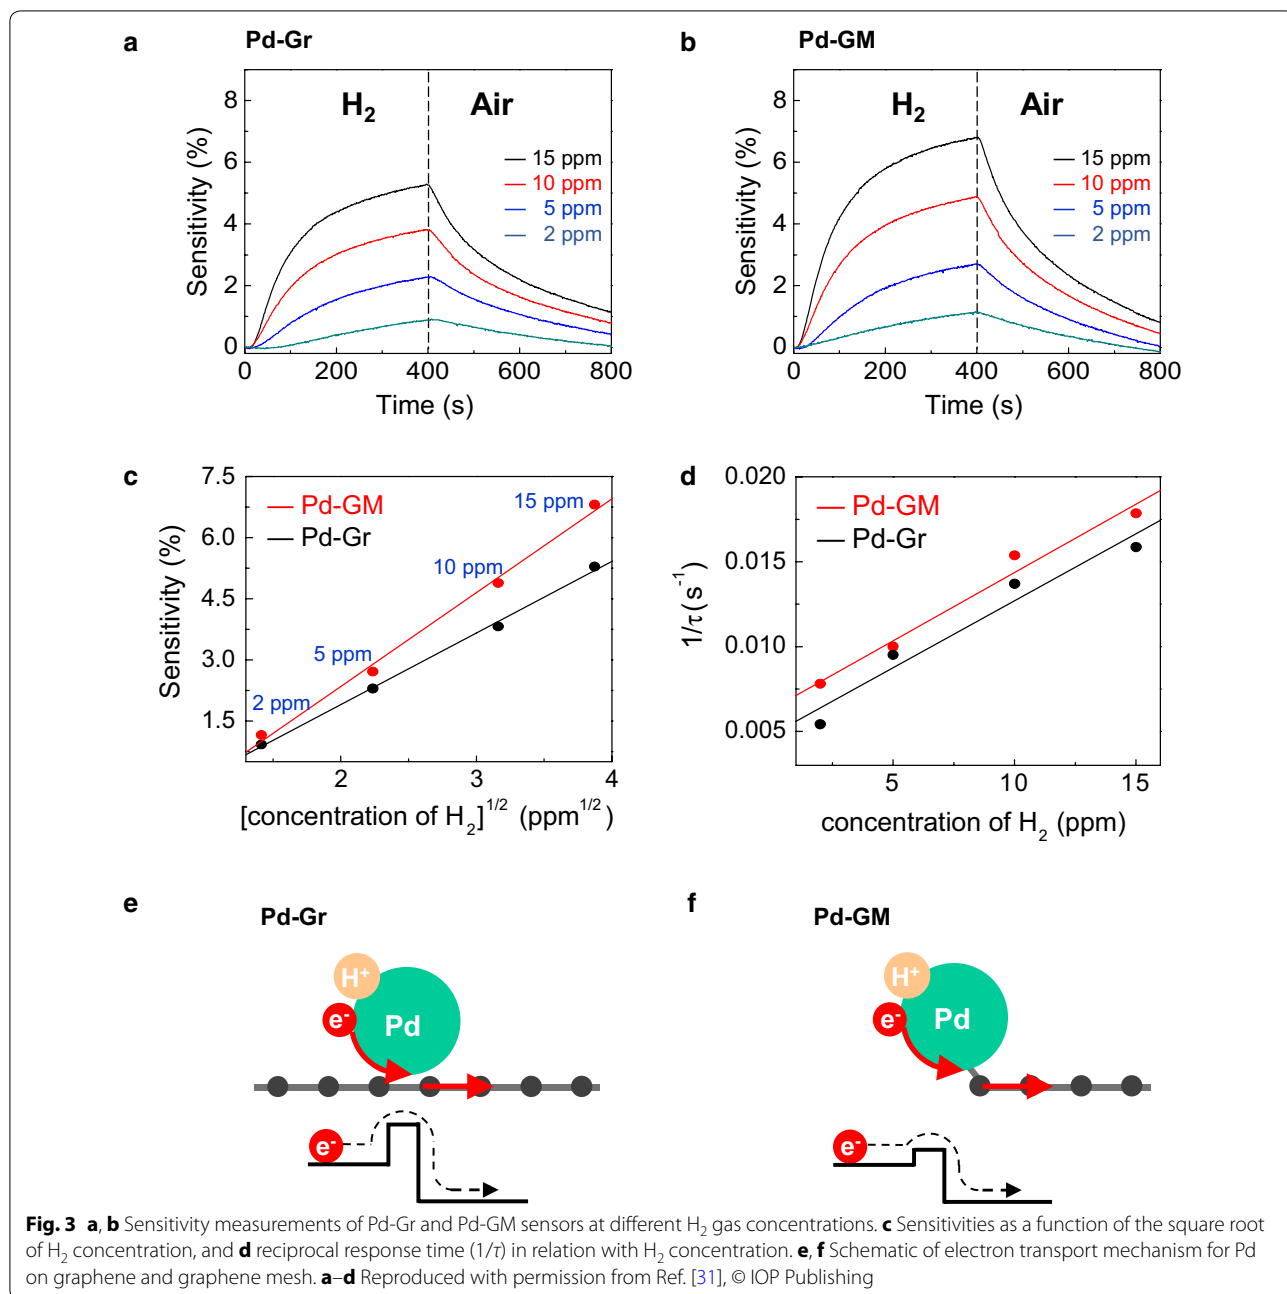 a Pd-Gr
b Pd-GM
8
6
4
2
0
Sensitivity (%)
H2 Air
15 ppm
10 ppm
5 ppm
2 ppm
0 200 400 600 800
Time (s)
8
6
4
2
0
Sensitivity (%)
H2 Air
15 ppm
10 ppm
5 ppm
2 ppm
0 200 400 600 800
Time (s)
c
7.5
6.0
4.5
3.0
1.5
Sensitivity (%)
Pd-GM
Pd-Gr
15 ppm
10 ppm
5 ppm
2 ppm
2 3 4
[concentration of H2]1/2 (ppm1/2)
d
0.020
0.015
0.010
0.005
1/τ(s-1)
Pd-GM
Pd-Gr
5 10 15
concentration of H2 (ppm)
e
Pd-Gr
H+
e-
Pd
e-
f
Pd-GM
H+
e-
Pd
e-
Fig. 3 a, b Sensitivity measurements of Pd-Gr and Pd-GM sensors at different H2 gas concentrations. c Sensitivities as a function of the square root
of H2 concentration, and d reciprocal response time (1/τ) in relation with H2 concentration. e, f Schematic of electron transport mechanism for Pd
on graphene and graphene mesh. a–d Reproduced with permission from Ref. [31], © IOP Publishing